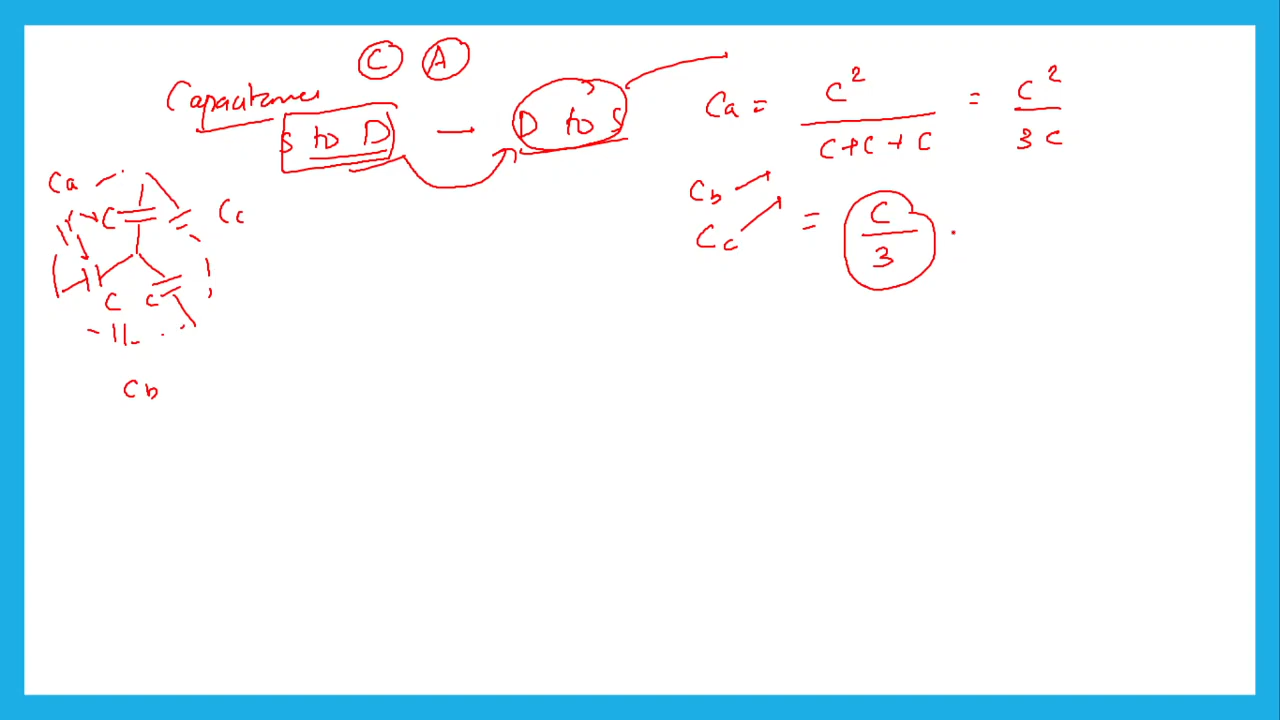 C A
Capacitance
S to D — D to S
Ca = C² / C+C+C = C² / 3C
Cb
Cc = C / 3
Ca
C
Cc
C C
Cb